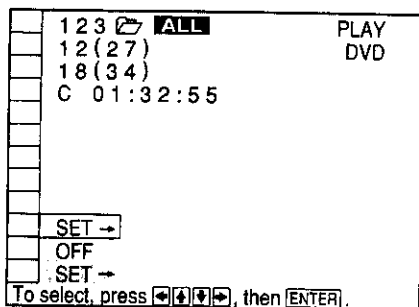 123 ALL PLAY
12(27) DVD
18(34)
C 01:32:55
SET →
OFF
SET →
To select, press ←↑↓→, then ENTER.